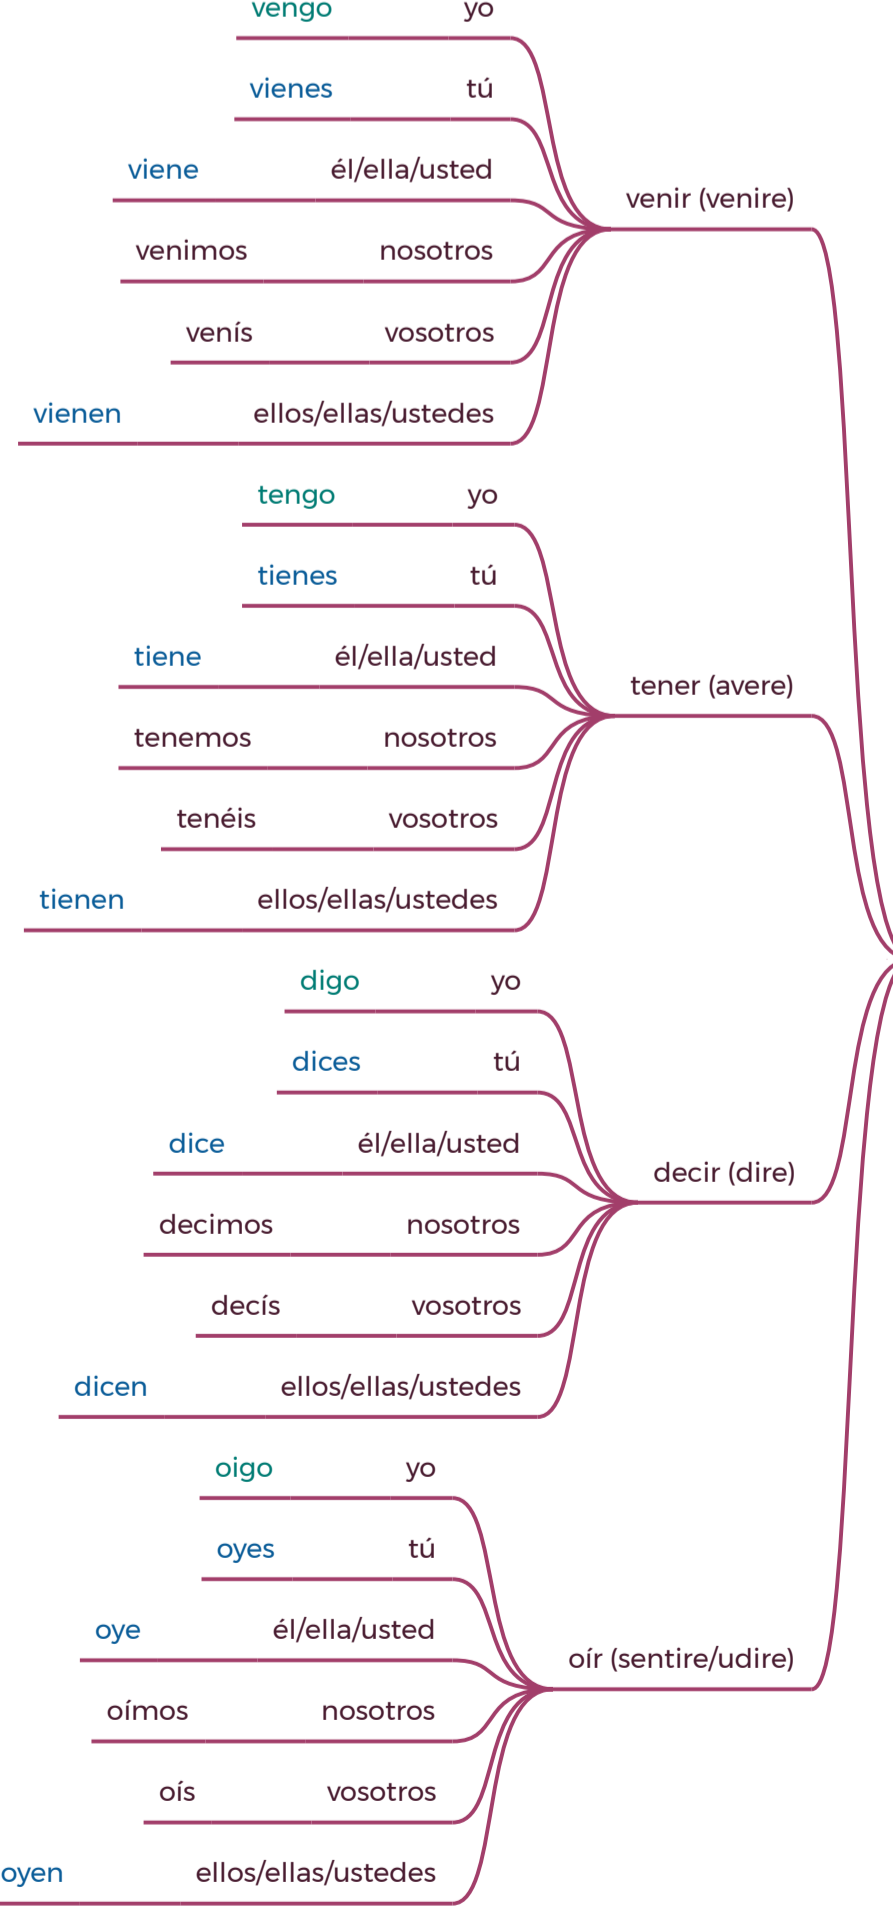 vengo yo
vienes tú
viene él/ella/usted
venir (venire)
venimos nosotros
venís vosotros
vienen ellos/ellas/ustedes
tengo yo
tienes tú
tiene él/ella/usted
tener (avere)
tenemos nosotros
tenéis vosotros
tienen ellos/ellas/ustedes
digo yo
dices tú
dice él/ella/usted
decir (dire)
decimos nosotros
decís vosotros
dicen ellos/ellas/ustedes
oigo yo
oyes tú
oye él/ella/usted
oír (sentire/udire)
oímos nosotros
oís vosotros
oyen ellos/ellas/ustedes